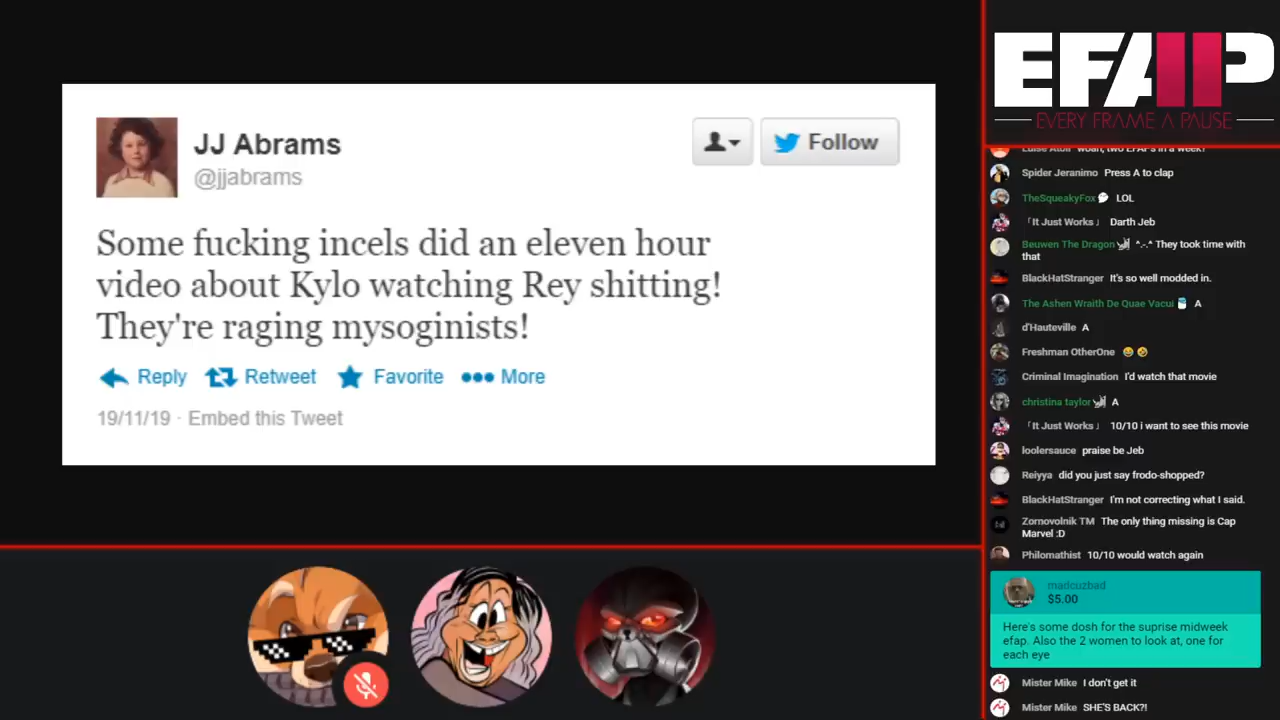 JJ Abrams
@jjabrams
Follow
Some fucking incels did an eleven hour
video about Kylo watching Rey shitting!
They're raging mysoginists!
Reply Retweet Favorite More
19/11/19 · Embed this Tweet
EFAP
EVERY FRAME A PAUSE
woah, two EFAPs in a week?
Spider Jeranimo Press A to clap
TheSqueakyFox LOL
「It Just Works」 Darth Jeb
Beuwen The Dragon ^.-.^ They took time with
that
BlackHatStranger It's so well modded in.
The Ashen Wraith De Quae Vacui A
d'Hauteville A
Freshman OtherOne 😂 🤣
Criminal Imagination I'd watch that movie
christina taylor A
「It Just Works」 10/10 i want to see this movie
loolersauce praise be Jeb
Reiyya did you just say frodo-shopped?
BlackHatStranger I'm not correcting what I said.
Zornovolnik TM The only thing missing is Cap
Marvel :D
Philomathist 10/10 would watch again
marcuzbad
$5.00
Here's some dosh for the suprise midweek
efap. Also the 2 women to look at, one for
each eye
Mister Mike I don't get it
Mister Mike SHE'S BACK?!